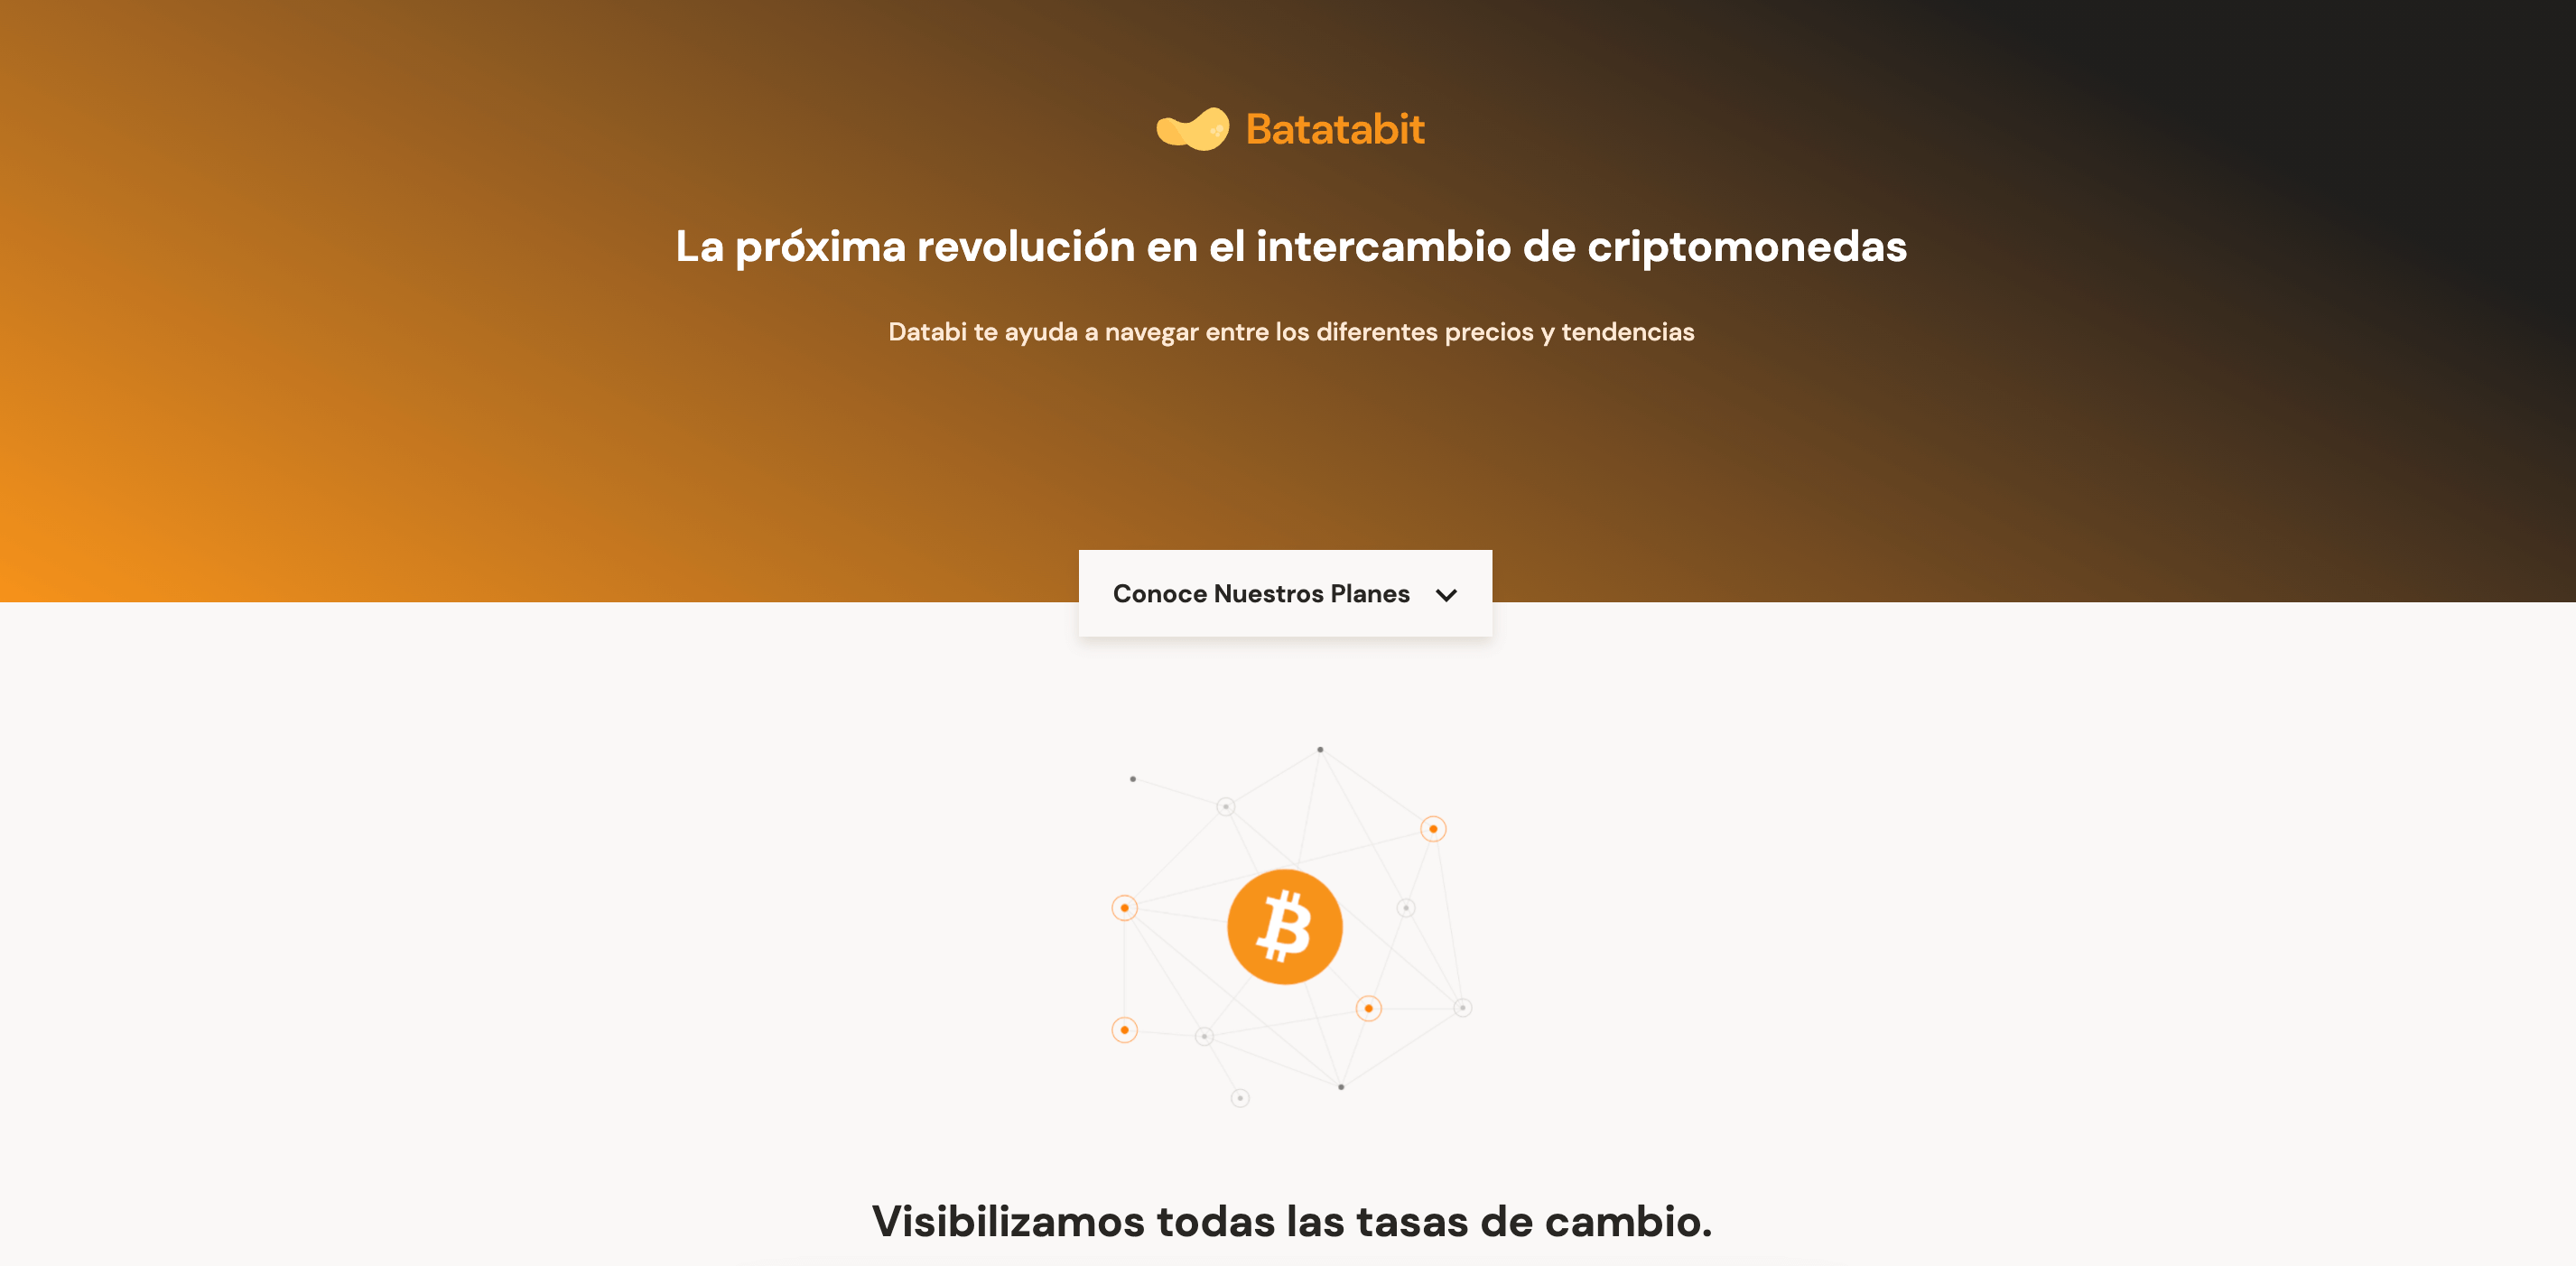 Batatabit
La próxima revolución en el intercambio de criptomonedas
Databi te ayuda a navegar entre los diferentes precios y tendencias
Conoce Nuestros Planes
Visibilizamos todas las tasas de cambio.